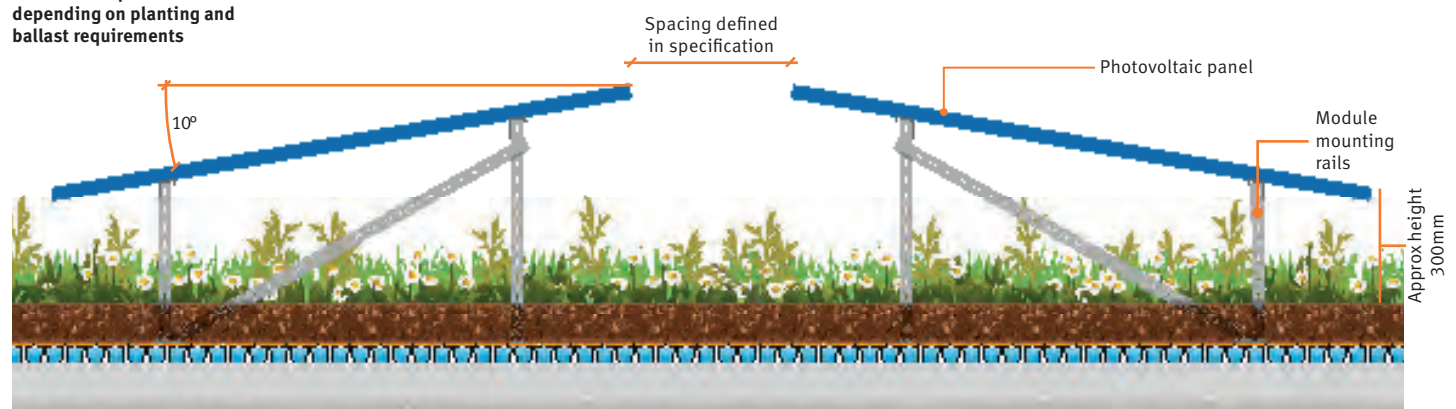 depending on planting and
ballast requirements
Spacing defined
in specification
Photovoltaic panel
10º
Module
mounting
rails
Approx height
300mm